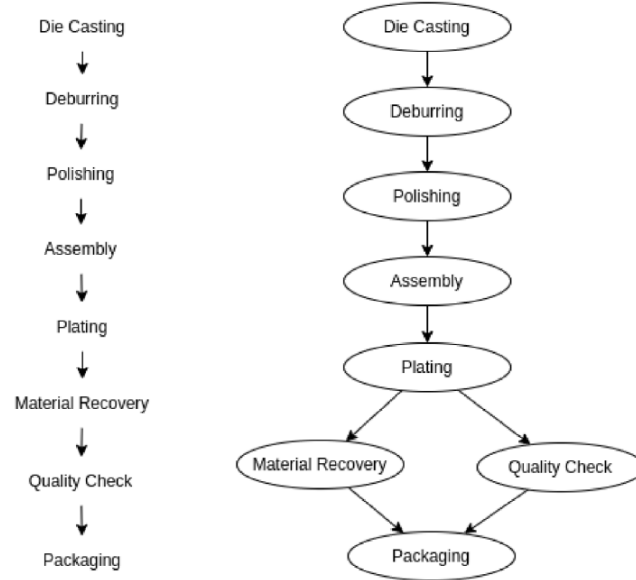 Die Casting
Deburring
Polishing
Assembly
Plating
Material Recovery
Quality Check
Packaging
Die Casting
Deburring
Polishing
Assembly
Plating
Material Recovery
Quality Check
Packaging